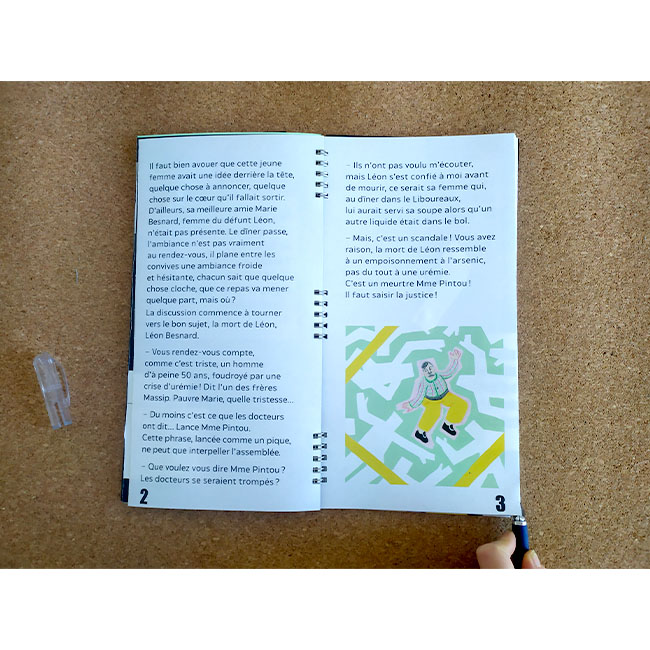 Il faut bien avouer que cette jeune
femme avait une idée derrière la tête,
quelque chose à annoncer, quelque
chose sur le cœur qu'il fallait sortir.
D'ailleurs, sa meilleure amie Marie
Besnard, femme du défunt Léon,
n'était pas présente. Le dîner passe,
l'ambiance n'est pas vraiment
au rendez-vous, il plane entre les
convives une ambiance froide
et hésitante, chacun sait que quelque
chose cloche, que ce repas va mener
quelque part, mais où ?
La discussion commence à tourner
vers le bon sujet, la mort de Léon,
Léon Besnard.
– Vous rendez-vous compte,
comme c'est triste, un homme
d'à peine 50 ans, foudroyé par une
crise d'urémie ! Dit l'un des frères
Massip. Pauvre Marie, quelle tristesse...
– Du moins c'est ce que les docteurs
ont dit... Lance Mme Pintou.
Cette phrase, lancée comme un pique,
ne peut que interpeller l'assemblée.
– Que voulez vous dire Mme Pintou ?
Les docteurs se seraient trompés ?
2
– Ils n'ont pas voulu m'écouter,
mais Léon s'est confié à moi avant
de mourir, ce serait sa femme qui,
au dîner dans le Liboureaux,
lui aurait servi sa soupe alors qu'un
autre liquide était dans le bol.
– Mais, c'est un scandale ! Vous avez
raison, la mort de Léon ressemble
à un empoisonnement à l'arsenic,
pas du tout à une urémie.
C'est un meurtre Mme Pintou !
Il faut saisir la justice !
3